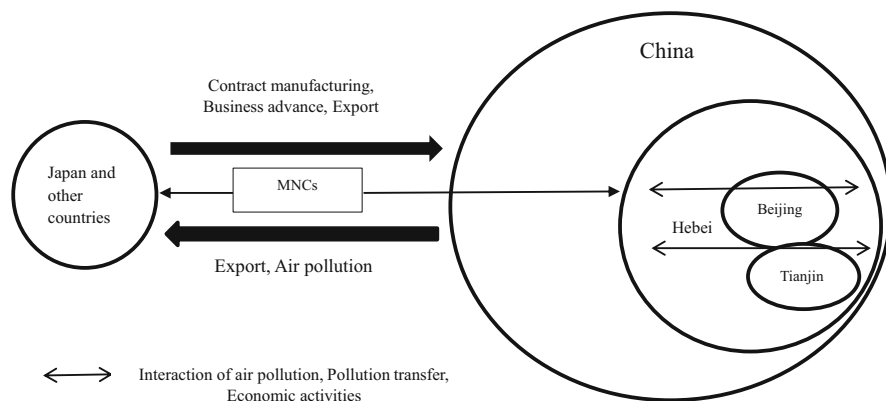 China
Contract manufacturing,
Business advance, Export
Japan and
other
countries
MNCs
Beijing
Hebei
Tianjin
Export, Air pollution
Interaction of air pollution, Pollution transfer,
Economic activities